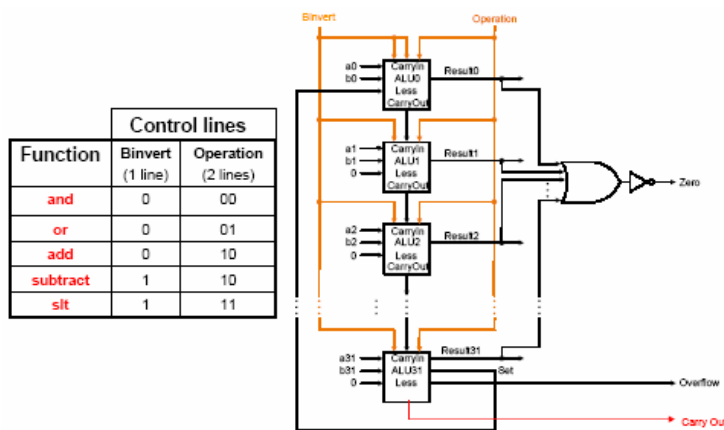 Control lines
Function Binvert Operation
(1 line) (2 lines)
and 0 00
or 0 01
add 0 10
subtract 1 10
slt 1 11
Binvert Operation
a0 CarryIn Result0
b0 ALU0
Less
CarryOut
a1 CarryIn Result1
b1 ALU1
0 Less
CarryOut
Zero
a2 CarryIn Result2
b2 ALU2
0 Less
CarryOut
a31 CarryIn Result31
b31 ALU31 Set
0 Less Overflow
Carry Ou